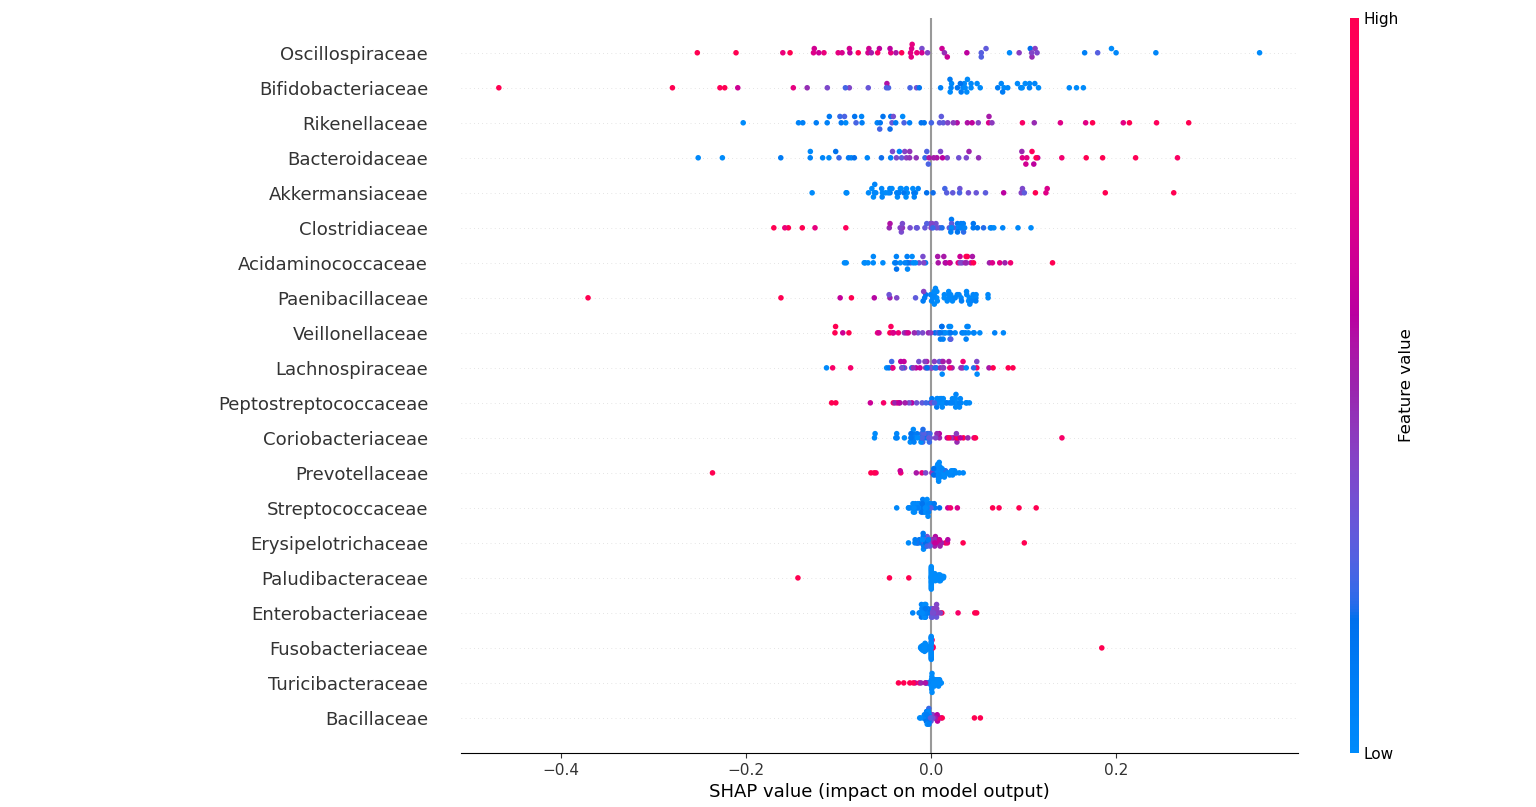 Oscillospiraceae
Bifidobacteriaceae
Rikenellaceae
Bacteroidaceae
Akkermansiaceae
Clostridiaceae
Acidaminococcaceae
Paenibacillaceae
Veillonellaceae
Lachnospiraceae
Peptostreptococcaceae
Coriobacteriaceae
Prevotellaceae
Streptococcaceae
Erysipelotrichaceae
Paludibacteraceae
Enterobacteriaceae
Fusobacteriaceae
Turicibacteraceae
Bacillaceae
−0.4 −0.2 0.0 0.2
SHAP value (impact on model output)
High
Feature value
Low